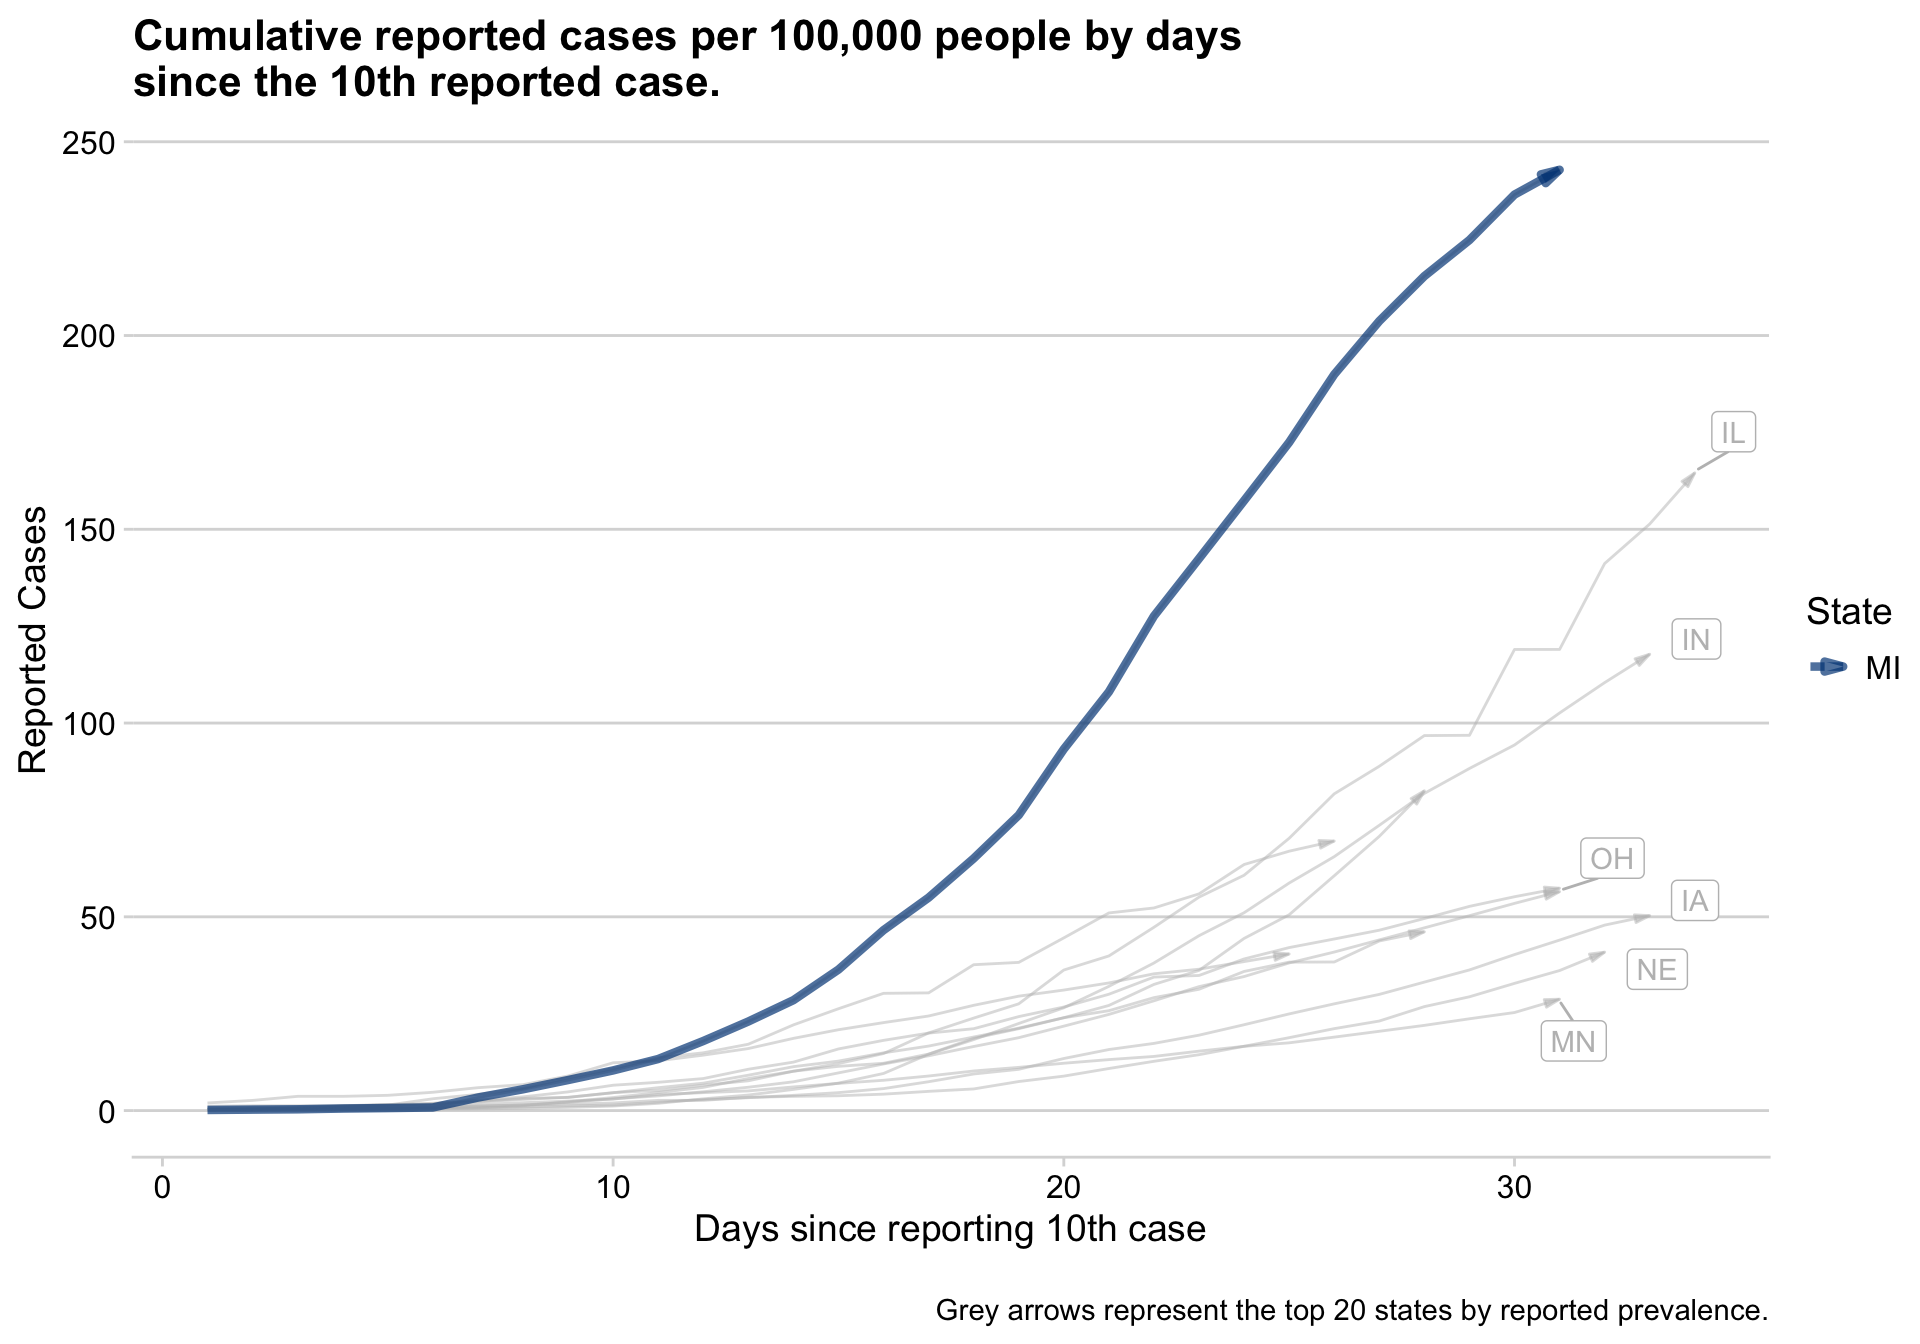 Cumulative reported cases per 100,000 people by days
since the 10th reported case.
250
200
150
100
50
0
Reported Cases
IL
IN
OH
IA
NE
MN
State
MI
0 10 20 30
Days since reporting 10th case
Grey arrows represent the top 20 states by reported prevalence.